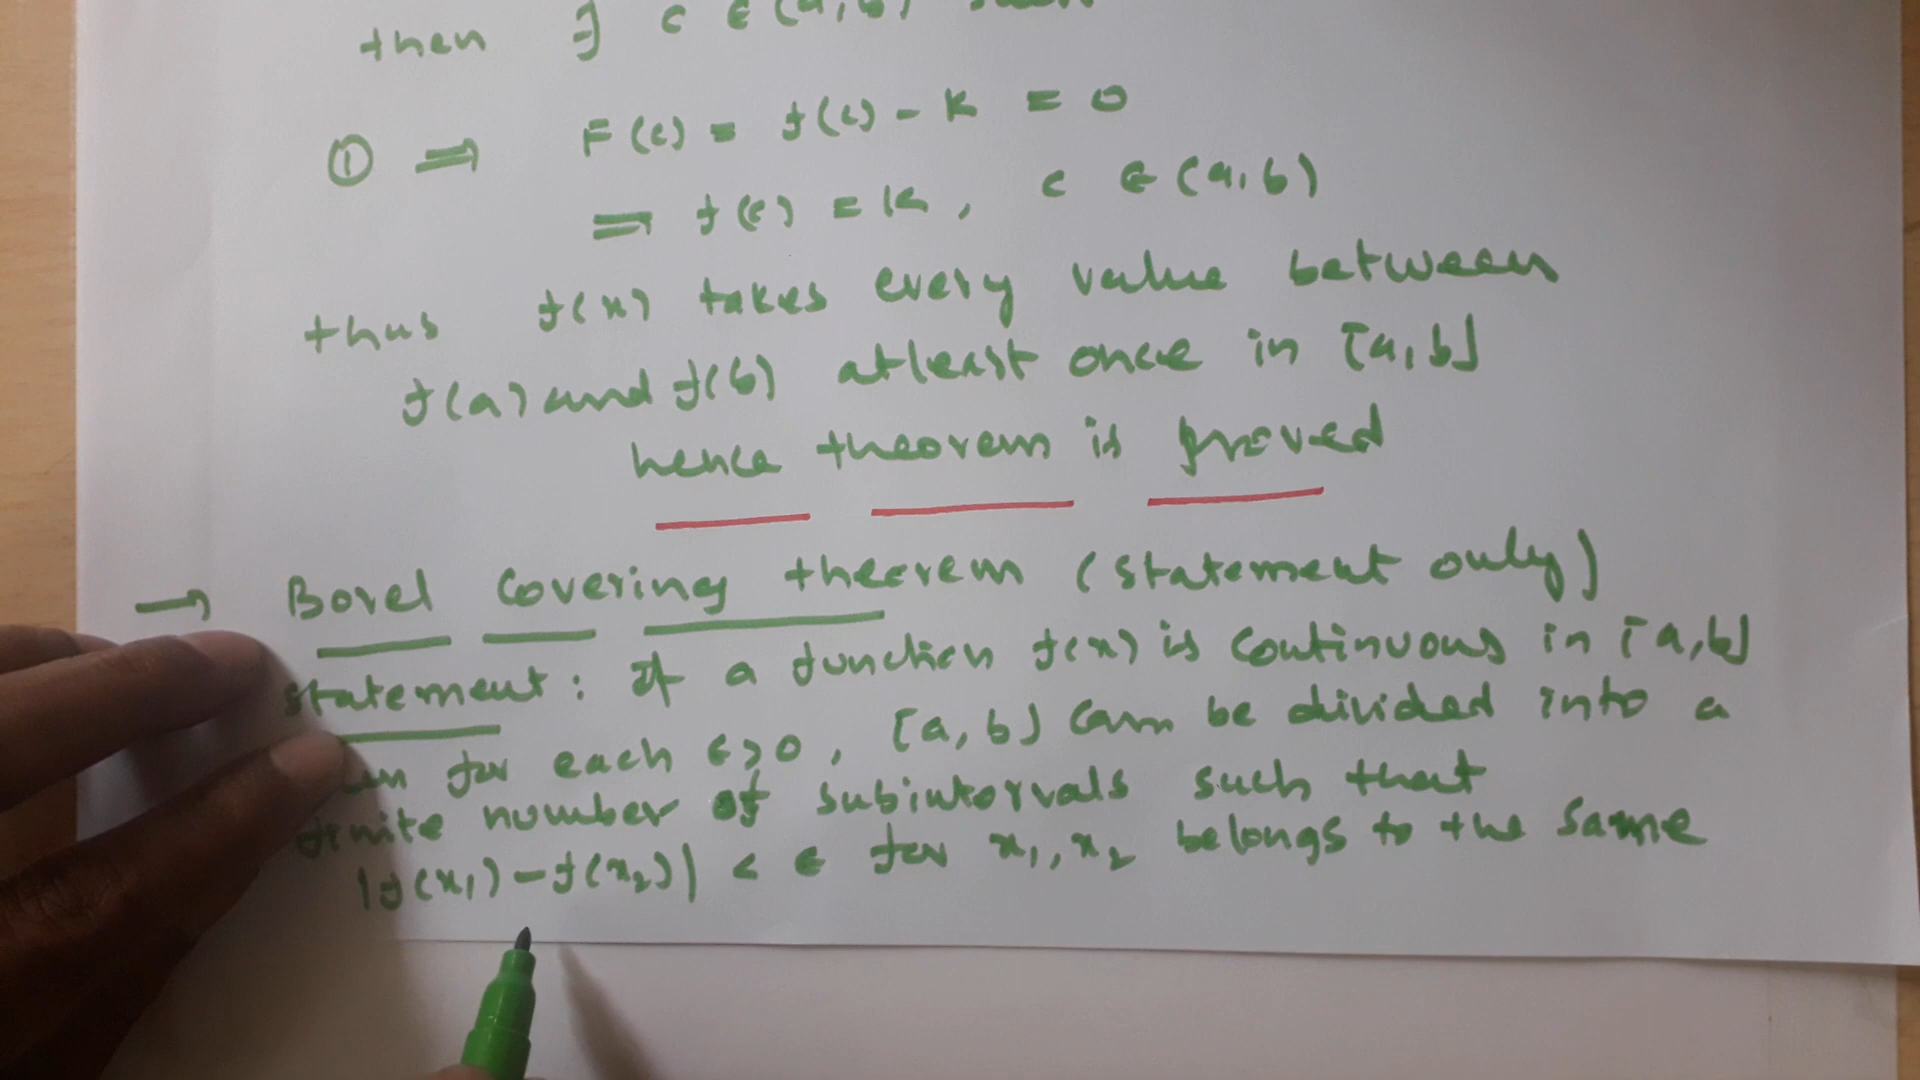 then ∃ c ∈ (a,b)
① ⟹ F(c) = f(c) - k = 0
⟹ f(c) = k, c ∈ (a,b)
thus f(x) takes every value between
f(a) and f(b) atleast once in [a,b]
hence theorem is proved
→ Borel Covering theorem (statement only)
statement: If a function f(x) is continuous in [a,b]
for each ϵ>0, [a,b] can be divided into a
finite number of subintervals such that
|f(x₁)-f(x₂)| < ϵ for x₁,x₂ belongs to the same